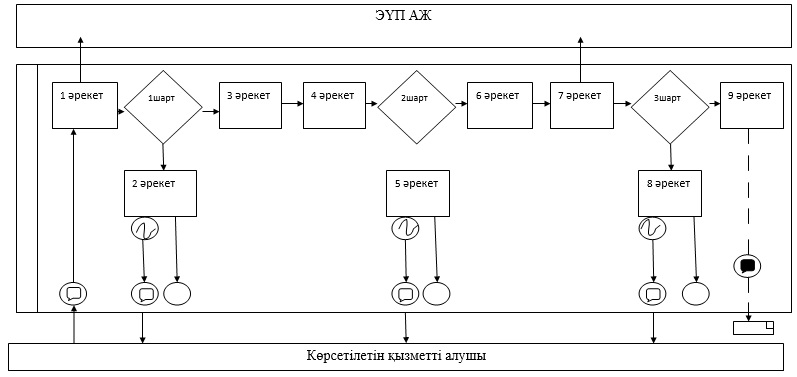 ЭҮП АЖ
1 әрекет
1шарт
3 әрекет
4 әрекет
2шарт
6 әрекет
7 әрекет
3шарт
9 әрекет
2 әрекет
5 әрекет
8 әрекет
Көрсетілетін қызметті алушы